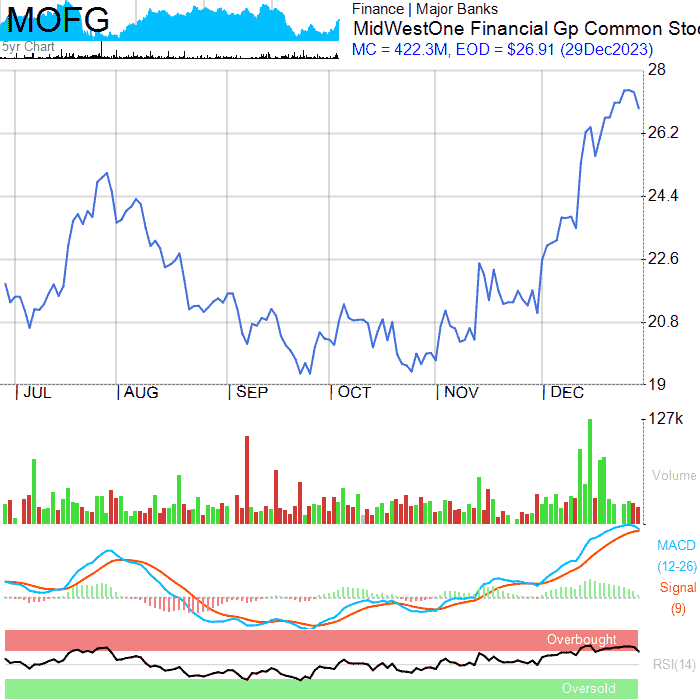 MOFG
5yr Chart
Finance | Major Banks
MidWestOne Financial Gp Common Stoc
MC = 422.3M, EOD = $26.91 (29Dec2023)
28
26.2
24.4
22.6
20.8
19
JUL AUG SEP OCT NOV DEC
127k
Volume
MACD
(12-26)
Signal
(9)
Overbought
RSI(14)
Oversold